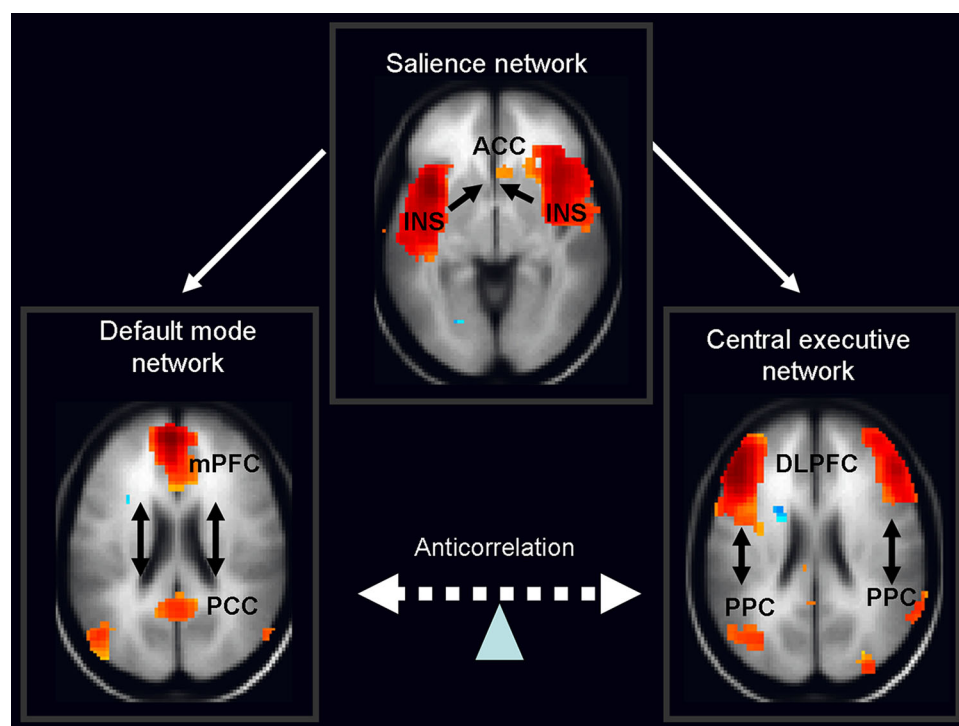 Salience network
ACC
INS
INS
Default mode
network
mPFC
PCC
Anticorrelation
Central executive
network
DLPFC
PPC
PPC